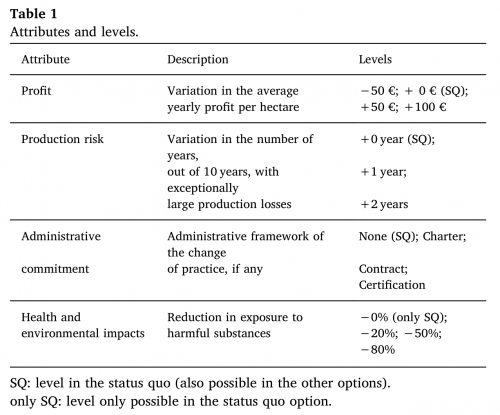 Table 1
Attributes and levels.
Attribute Description Levels
Profit Variation in the average −50 €; + 0 € (SQ);
yearly profit per hectare +50 €; +100 €
Production risk Variation in the number of +0 year (SQ);
years,
out of 10 years, with +1 year;
exceptionally
large production losses +2 years
Administrative Administrative framework of None (SQ); Charter;
the change
commitment of practice, if any Contract;
Certification
Health and Reduction in exposure to −0% (only SQ);
environmental impacts harmful substances −20%; −50%;
−80%
SQ: level in the status quo (also possible in the other options).
only SQ: level only possible in the status quo option.